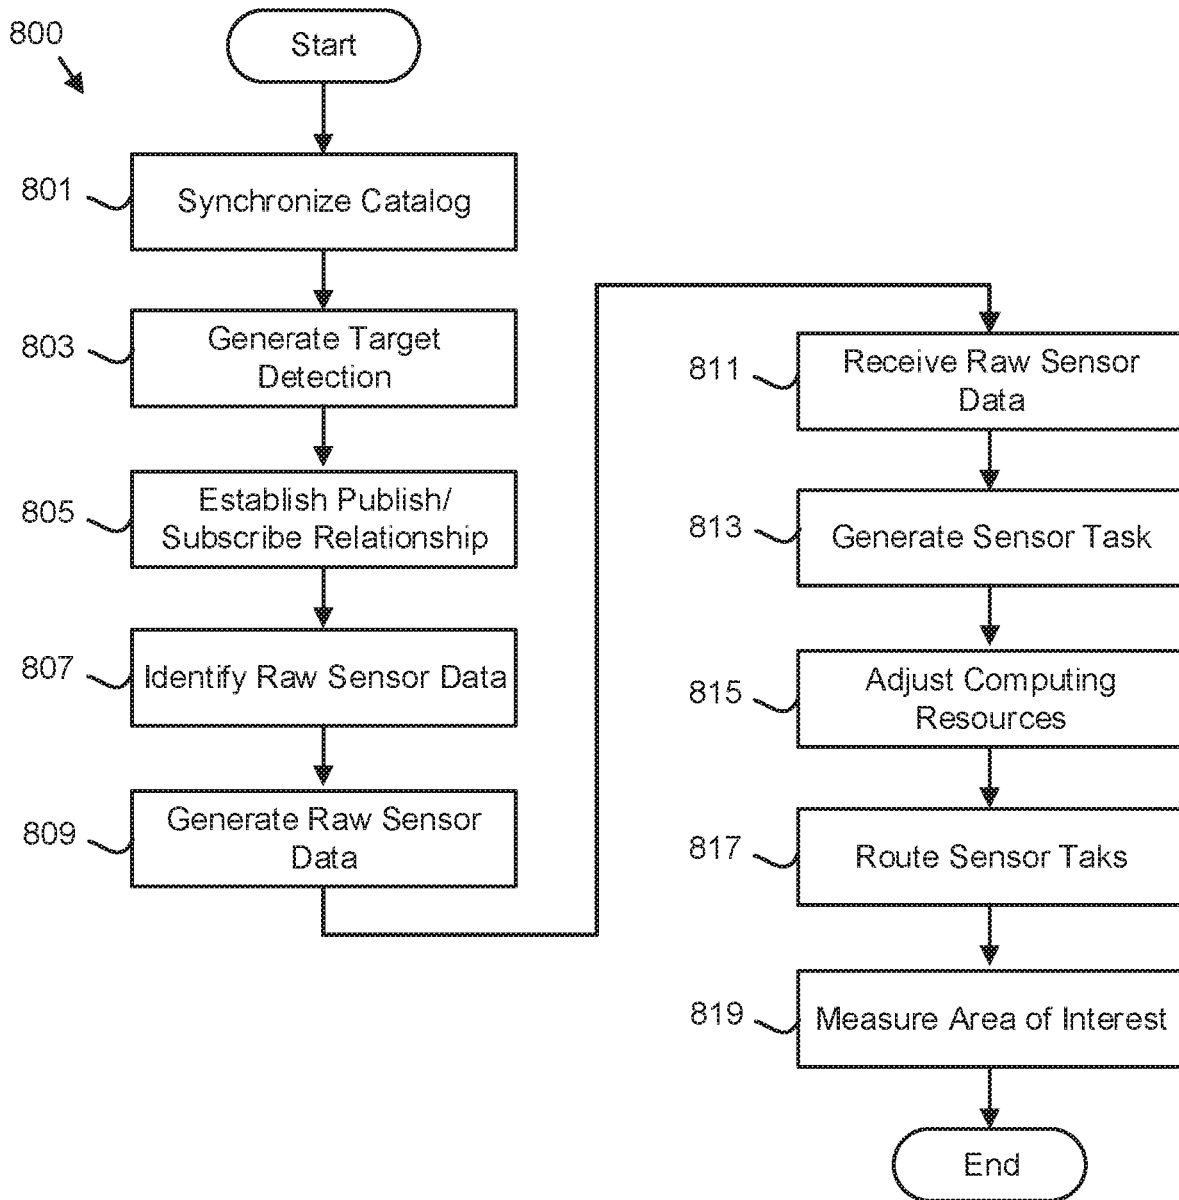 800
Start
801
Synchronize Catalog
803
Generate Target
Detection
805
Establish Publish/
Subscribe Relationship
807
Identify Raw Sensor Data
809
Generate Raw Sensor
Data
811
Receive Raw Sensor
Data
813
Generate Sensor Task
815
Adjust Computing
Resources
817
Route Sensor Taks
819
Measure Area of Interest
End